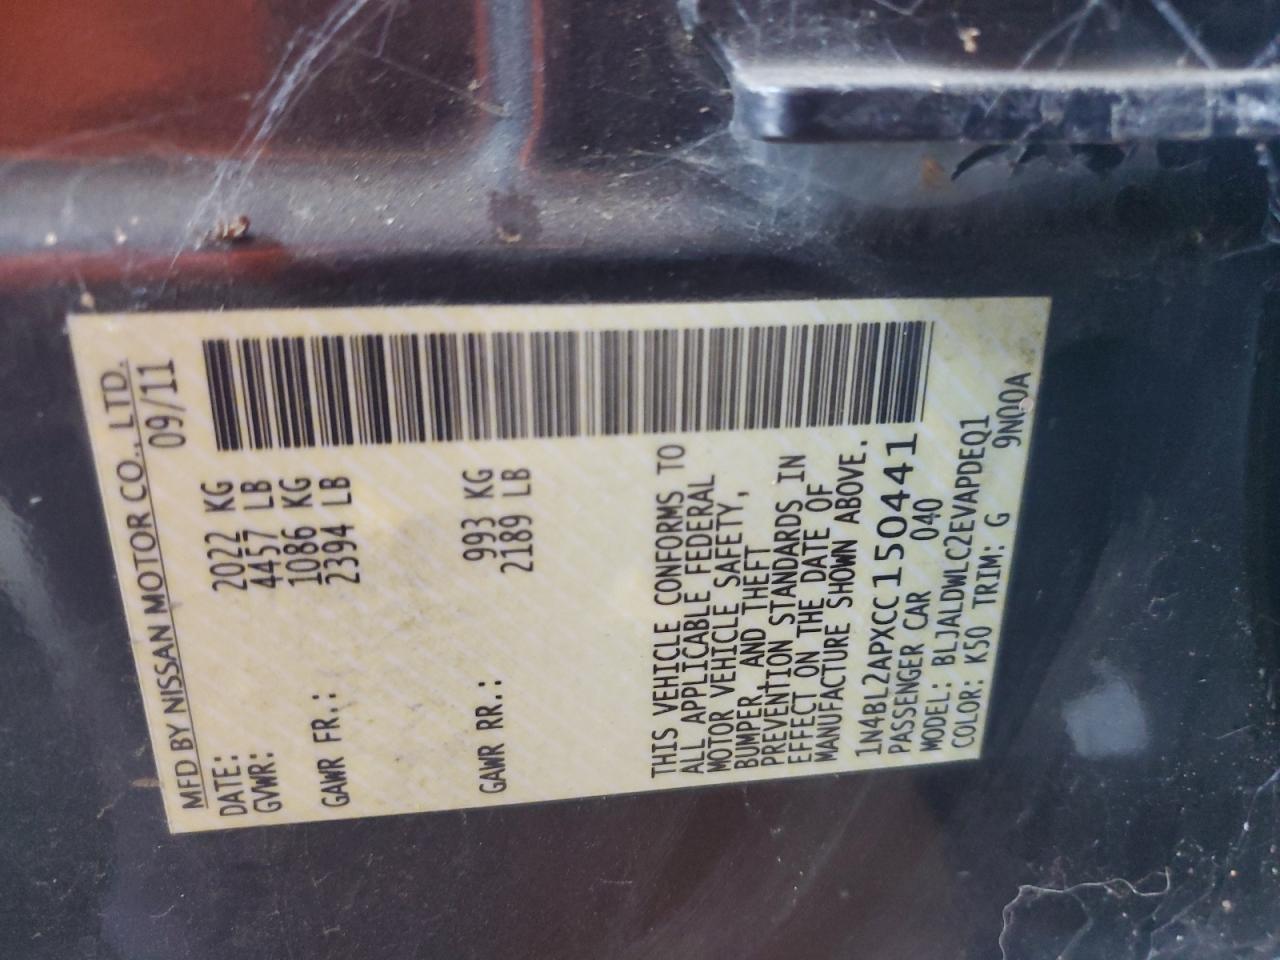 MFD BY NISSAN MOTOR CO., LTD.
DATE: 09/11
GVWR: 2022 KG
4457 LB
GAWR FR.: 1086 KG
2394 LB
GAWR RR.: 993 KG
2189 LB
THIS VEHICLE CONFORMS TO
ALL APPLICABLE FEDERAL
MOTOR VEHICLE SAFETY,
BUMPER, AND THEFT
PREVENTION STANDARDS IN
EFFECT ON THE DATE OF
MANUFACTURE SHOWN ABOVE.
1N4BL2APXCC150441
PASSENGER CAR 040
MODEL: BLJALDWLC2EVAPDEQ1
COLOR: K50 TRIM: G 9N00A